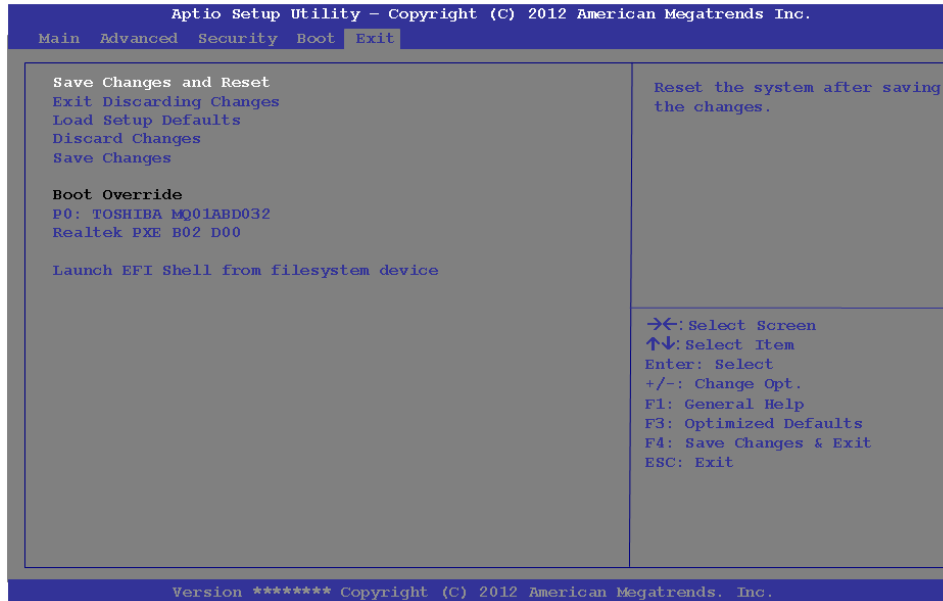 Aptio Setup Utility – Copyright (C) 2012 American Megatrends Inc.
Main Advanced Security Boot Exit
Save Changes and Reset
Exit Discarding Changes
Load Setup Defaults
Discard Changes
Save Changes
Boot Override
P0: TOSHIBA MQ01ABD032
Realtek PXE B02 D00
Launch EFI Shell from filesystem device
Reset the system after saving
the changes.
→←: Select Screen
↑↓: Select Item
Enter: Select
+/-: Change Opt.
F1: General Help
F3: Optimized Defaults
F4: Save Changes & Exit
ESC: Exit
Version ******** Copyright (C) 2012 American Megatrends. Inc.